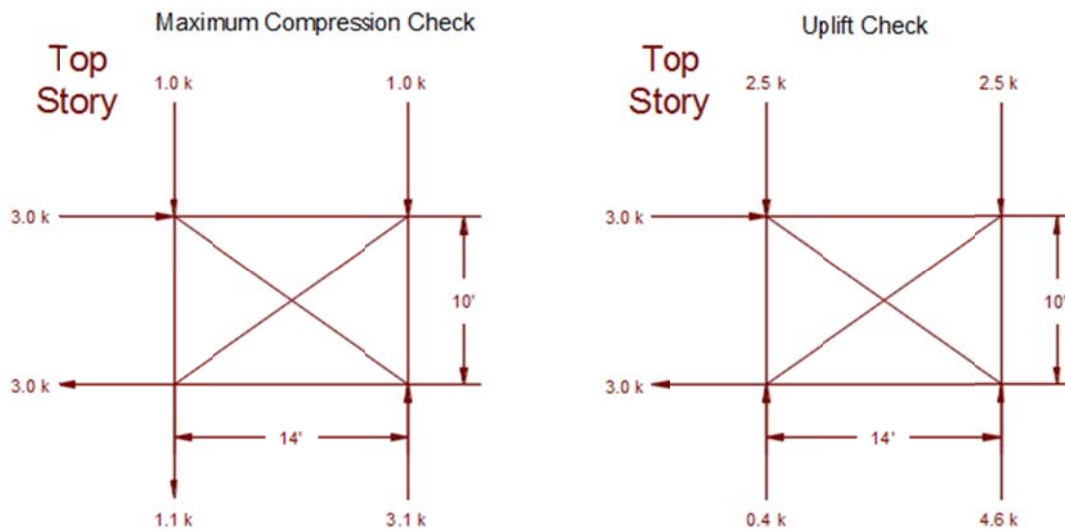 Maximum Compression Check
Top
Story
1.0 k
1.0 k
3.0 k
10'
3.0 k
14'
1.1 k
3.1 k
Uplift Check
Top
Story
2.5 k
2.5 k
3.0 k
10'
3.0 k
14'
0.4 k
4.6 k